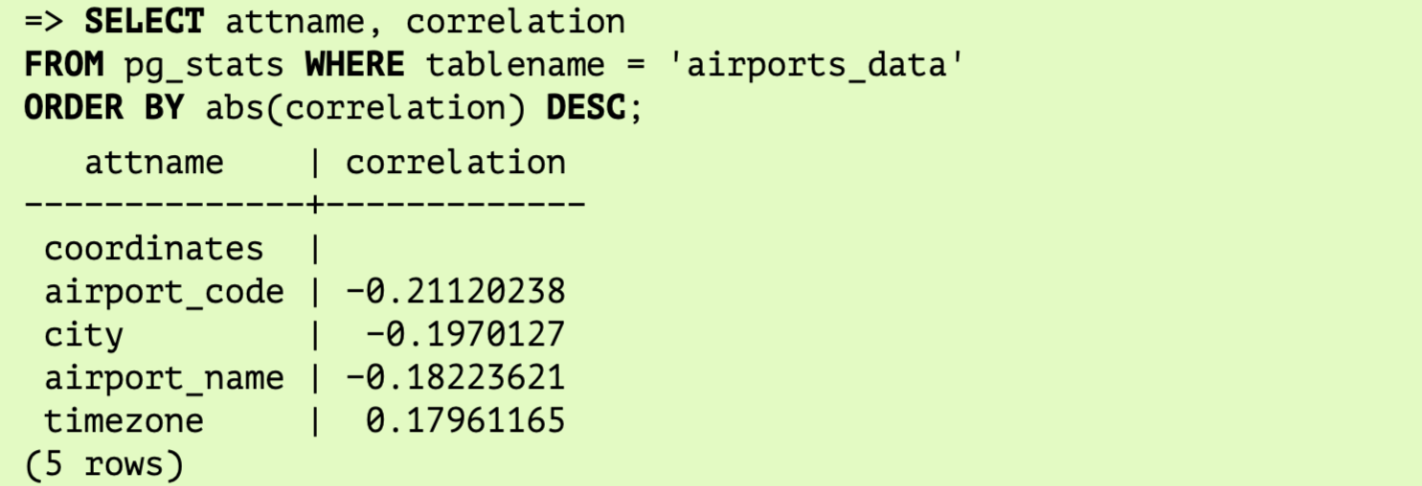 => SELECT attname, correlation
FROM pg_stats WHERE tablename = 'airports_data'
ORDER BY abs(correlation) DESC;
   attname    | correlation
--------------+-------------
 coordinates  |
 airport_code | -0.21120238
 city         |  -0.1970127
 airport_name | -0.18223621
 timezone     |  0.17961165
(5 rows)